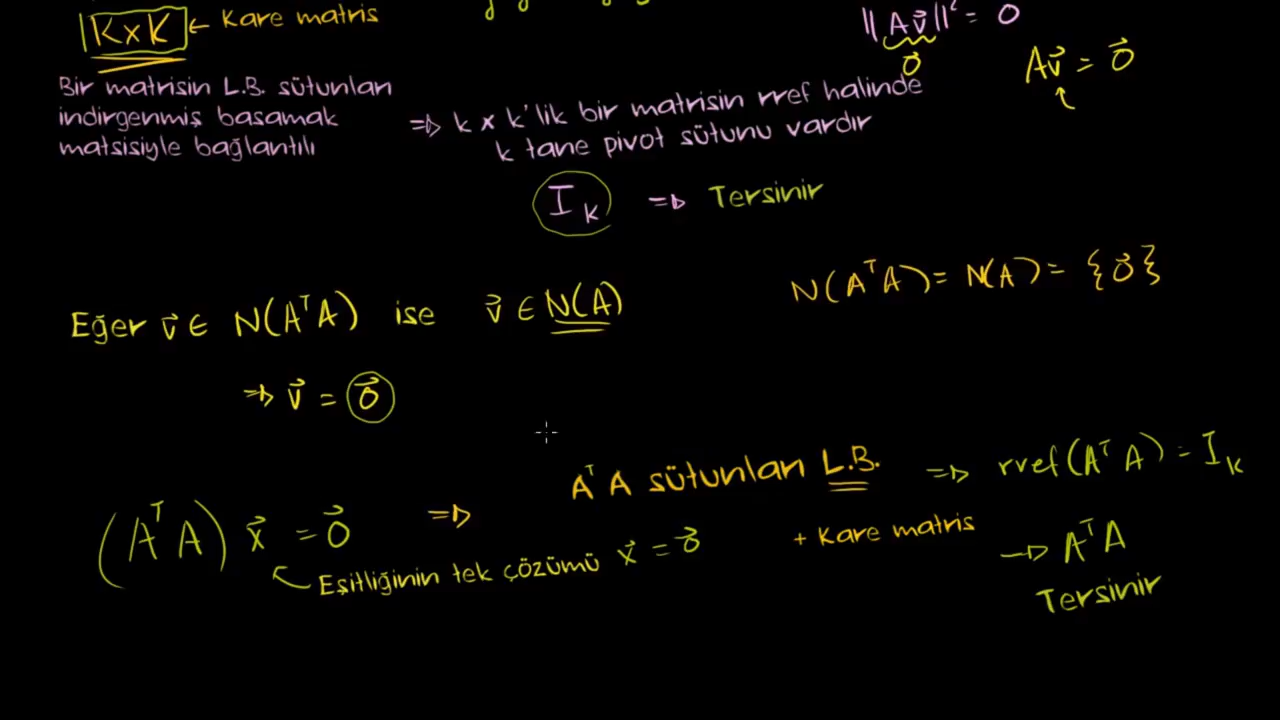 KxK ← Kare matris
||Av⃗||² = 0
0⃗
Av⃗ = 0⃗
Bir matrisin L.B. sütunları
indirgenmiş basamak
matsisiyle bağlantılı
⇒ k x k'lik bir matrisin rref halinde
k tane pivot sütunu vardır
I_k ⇒ Tersinir
Eğer v⃗ ∈ N(AᵀA) ise v⃗ ∈ N(A)
N(AᵀA) = N(A) = {0⃗}
⇒ v⃗ = 0⃗
AᵀA sütunları L.B. ⇒ rref(AᵀA) = I_k
(AᵀA) x⃗ = 0⃗ ⇒
+ Kare matris
→ AᵀA
Eşitliğinin tek çözümü x⃗ = 0⃗
Tersinir